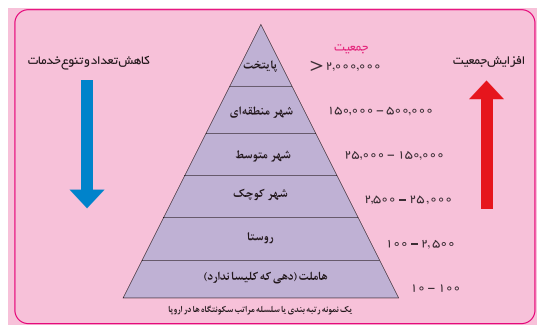 جمعیت
کاهش تعداد و تنوع خدمات
افزایش جمعیت
پایتخت
> ۲,۰۰۰,۰۰۰
شهر منطقه‌ای
۱۵۰,۰۰۰ – ۵۰۰,۰۰۰
شهر متوسط
۲۵,۰۰۰ – ۱۵۰,۰۰۰
شهر کوچک
۲,۵۰۰ – ۲۵,۰۰۰
روستا
۱۰۰ – ۲,۵۰۰
هاملت (دهی که کلیسا ندارد)
۱۰ – ۱۰۰
یک نمونه رتبه بندی یا سلسله مراتب سکونتگاه ها در اروپا